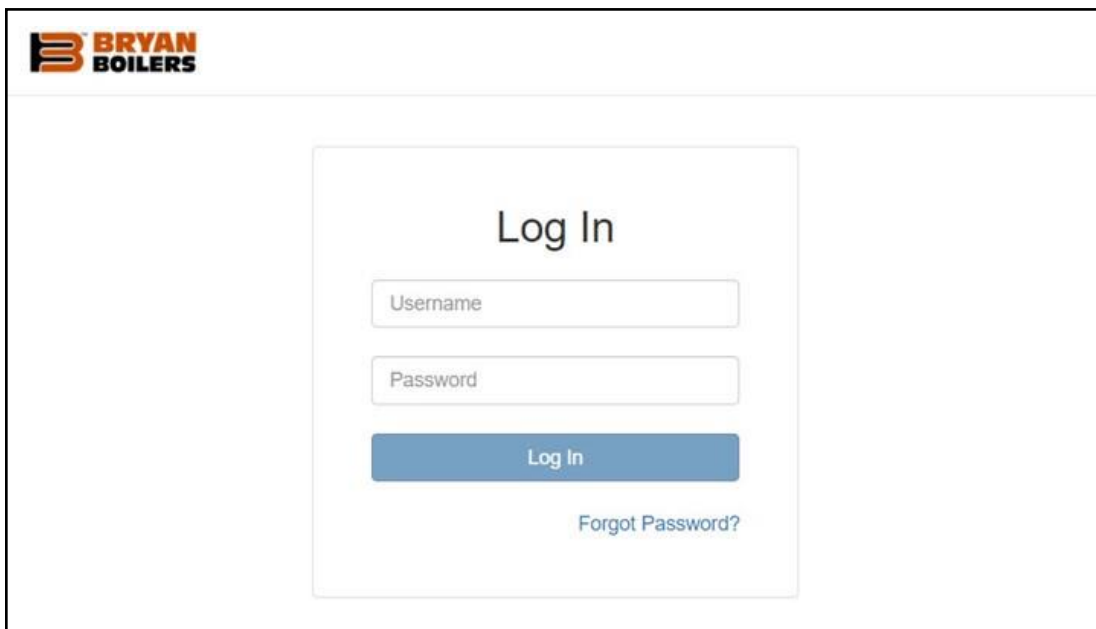 BRYAN
BOILERS
Log In
Username
Password
Log In
Forgot Password?